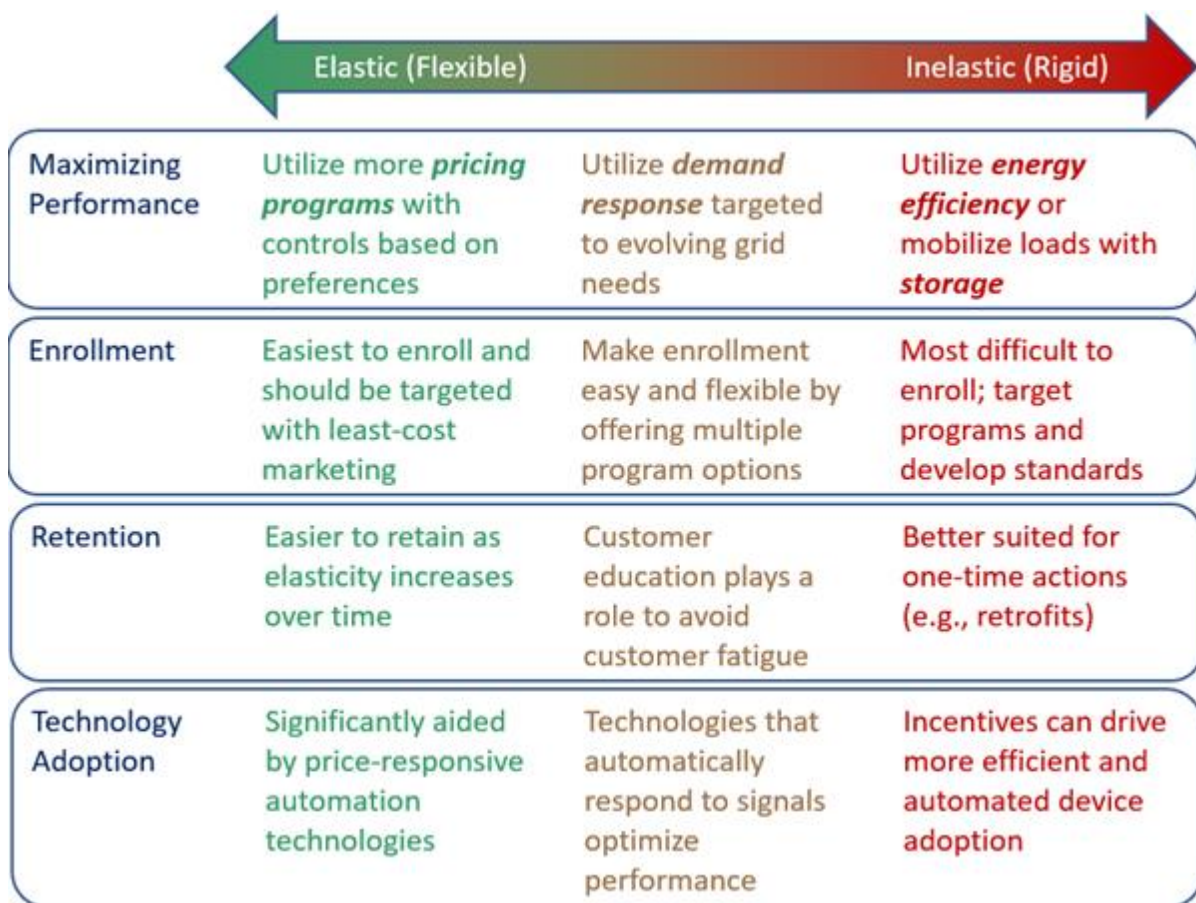 Elastic (Flexible)
Inelastic (Rigid)
Maximizing
Performance
Utilize more pricing
programs with
controls based on
preferences
Utilize demand
response targeted
to evolving grid
needs
Utilize energy
efficiency or
mobilize loads with
storage
Enrollment
Easiest to enroll and
should be targeted
with least-cost
marketing
Make enrollment
easy and flexible by
offering multiple
program options
Most difficult to
enroll; target
programs and
develop standards
Retention
Easier to retain as
elasticity increases
over time
Customer
education plays a
role to avoid
customer fatigue
Better suited for
one-time actions
(e.g., retrofits)
Technology
Adoption
Significantly aided
by price-responsive
automation
technologies
Technologies that
automatically
respond to signals
optimize
performance
Incentives can drive
more efficient and
automated device
adoption